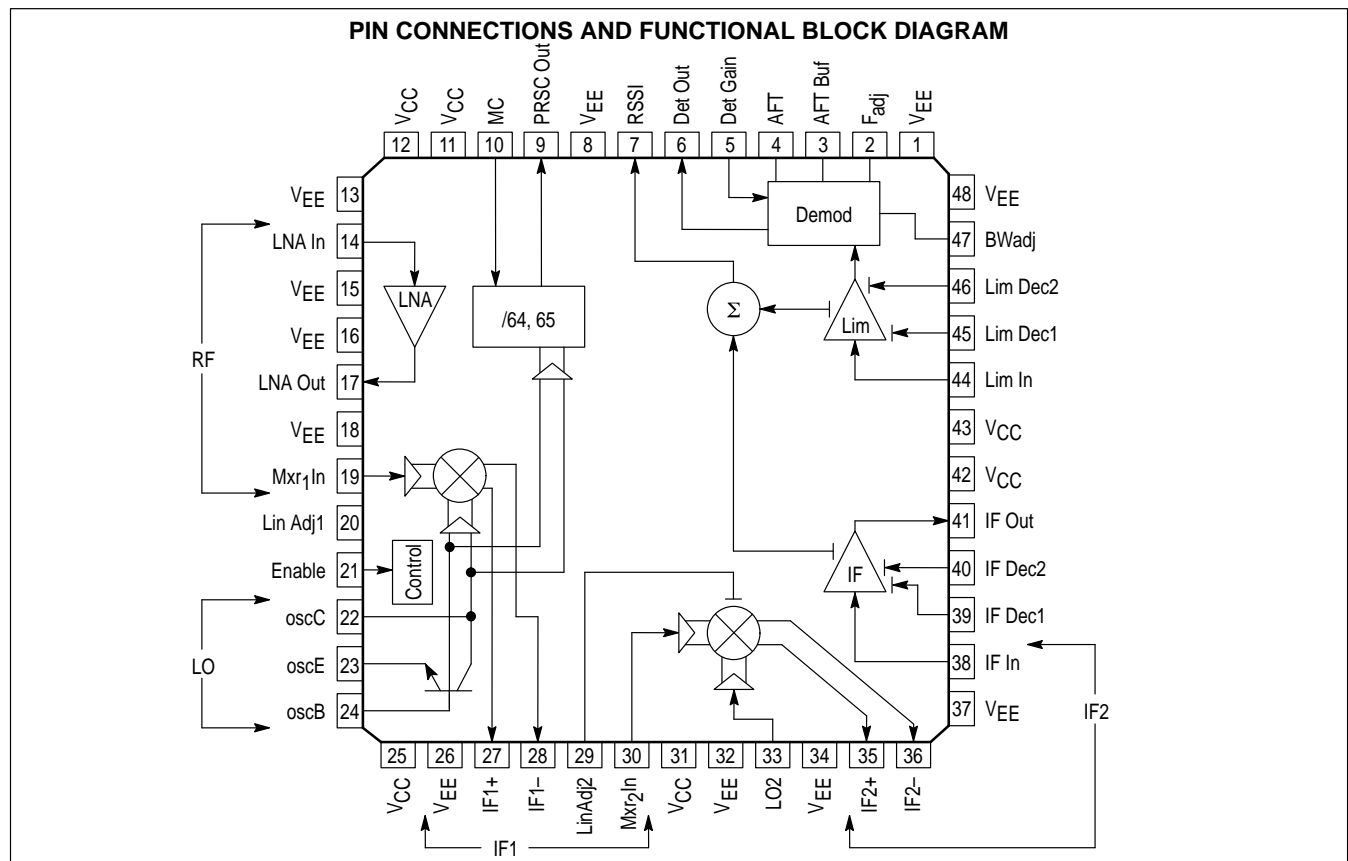 PIN CONNECTIONS AND FUNCTIONAL BLOCK DIAGRAM
VCC
VCC
MC
PRSC Out
VEE
RSSI
Det Out
Det Gain
AFT
AFT Buf
Fadj
VEE
12
11
10
9
8
7
6
5
4
3
2
1
VEE 13
LNA In 14
VEE 15
VEE 16
LNA Out 17
VEE 18
Mxr1In 19
Lin Adj1 20
Enable 21
oscC 22
oscE 23
oscB 24
RF
LO
LNA
/64, 65
Control
Demod
Σ
Lim
IF
48 VEE
47 BWadj
46 Lim Dec2
45 Lim Dec1
44 Lim In
43 VCC
42 VCC
41 IF Out
40 IF Dec2
39 IF Dec1
38 IF In
37 VEE
IF2
25
26
27
28
29
30
31
32
33
34
35
36
VCC
VEE
IF1+
IF1–
LinAdj2
Mxr2In
VCC
VEE
LO2
VEE
IF2+
IF2–
IF1